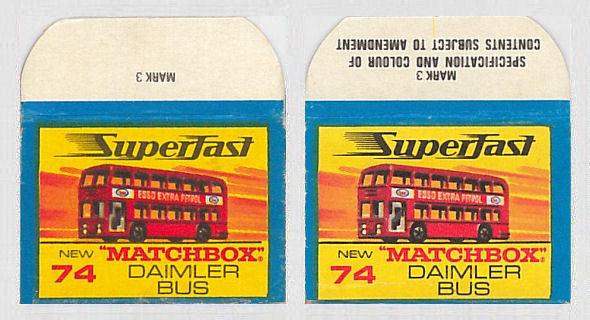 MARK 3
Superfast
ESSO EXTRA PETROL
NEW "MATCHBOX"®
74 DAIMLER
BUS
SPECIFICATION AND COLOUR OF
CONTENTS SUBJECT TO AMENDMENT
MARK 3
Superfast
ESSO EXTRA PETROL
NEW "MATCHBOX"®
74 DAIMLER
BUS